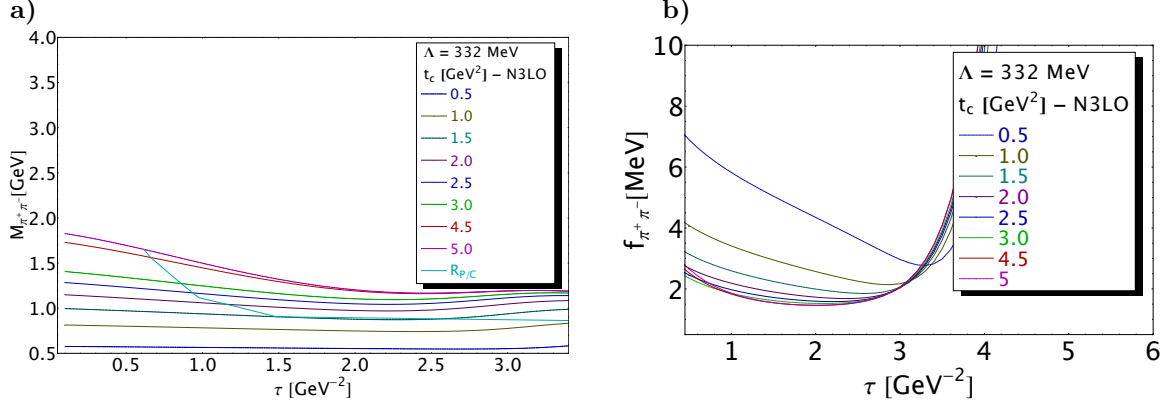 a)
4.0
3.5
3.0
2.5
2.0
1.5
1.0
0.5
M_{π⁺π⁻}[GeV]
0.5 1.0 1.5 2.0 2.5 3.0
τ [GeV⁻²]
Λ = 332 MeV
t_c [GeV²] – N3LO
0.5
1.0
1.5
2.0
2.5
3.0
4.5
5.0
R_{P/C}
b)
10
8
6
4
2
f_{π⁺π⁻}[MeV]
1 2 3 4 5 6
τ [GeV⁻²]
Λ = 332 MeV
t_c [GeV²] – N3LO
0.5
1.0
1.5
2.0
2.5
3.0
4.5
5